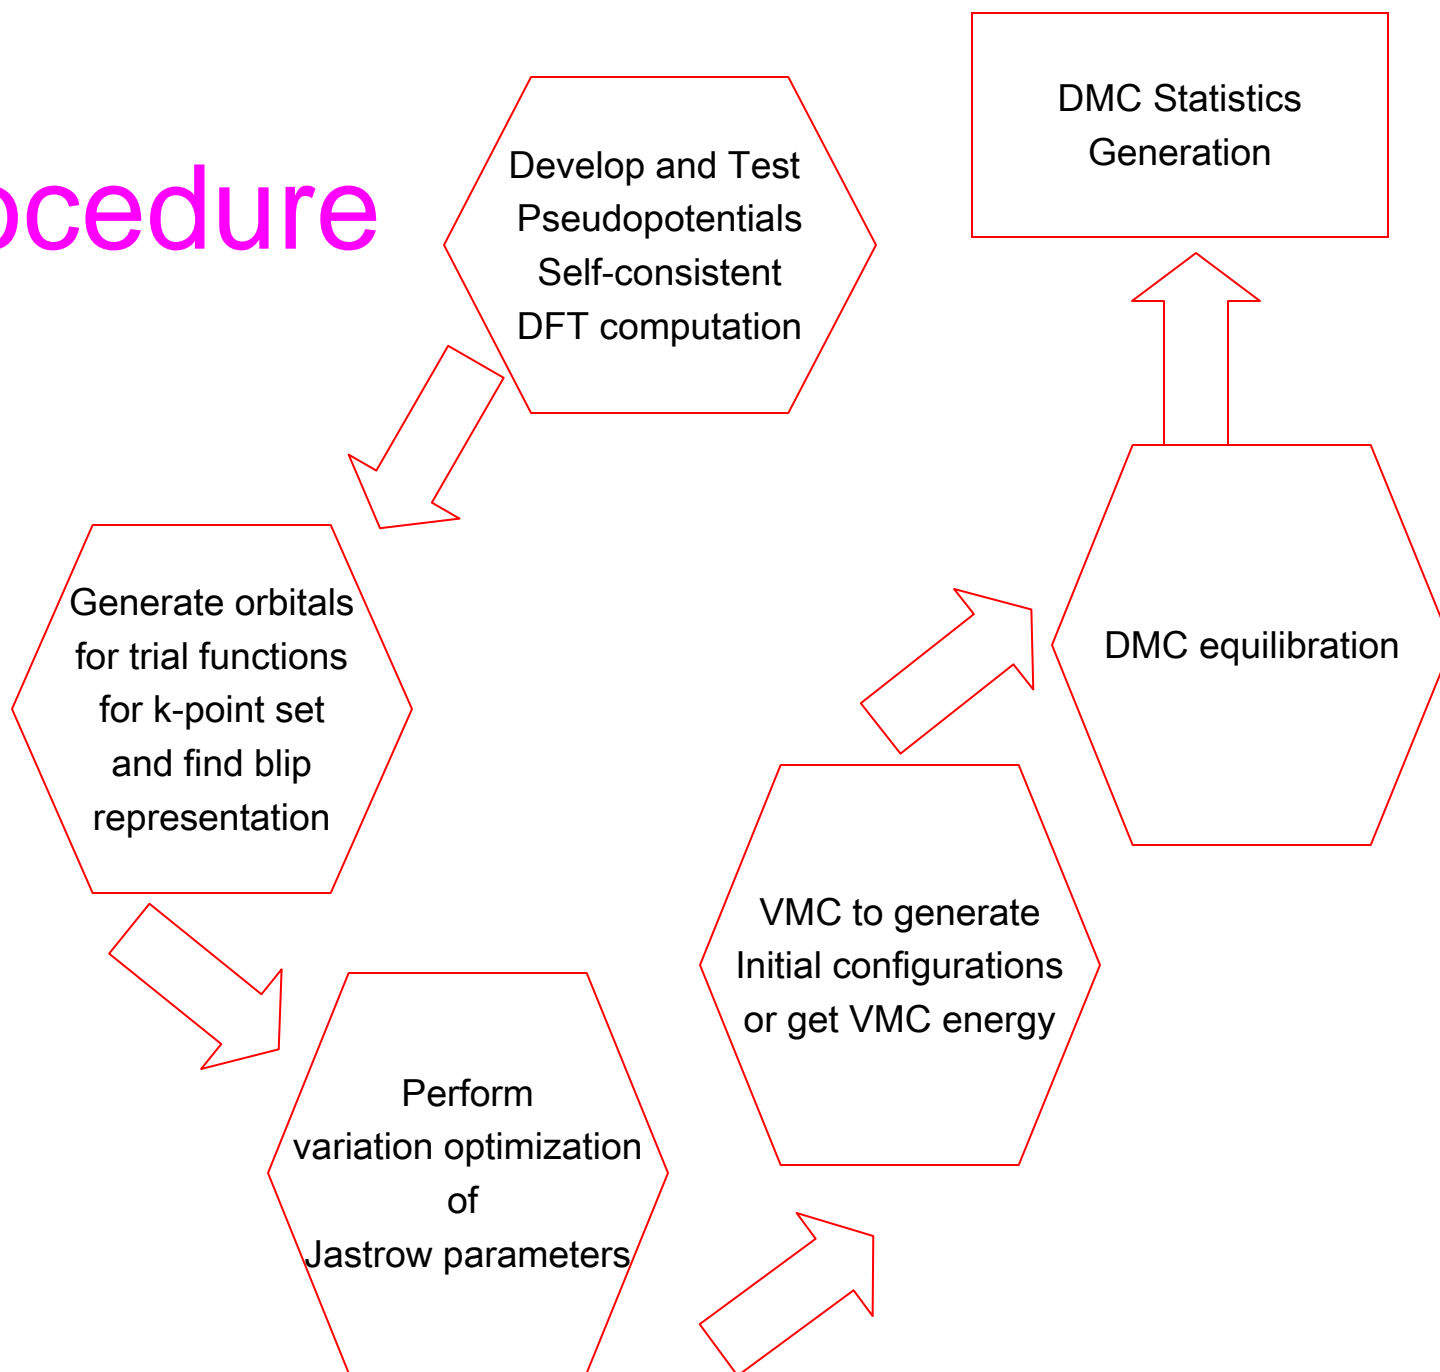 ocedure
Develop and Test
Pseudopotentials
Self-consistent
DFT computation
Generate orbitals
for trial functions
for k-point set
and find blip
representation
Perform
variation optimization
of
Jastrow parameters
VMC to generate
Initial configurations
or get VMC energy
DMC equilibration
DMC Statistics
Generation